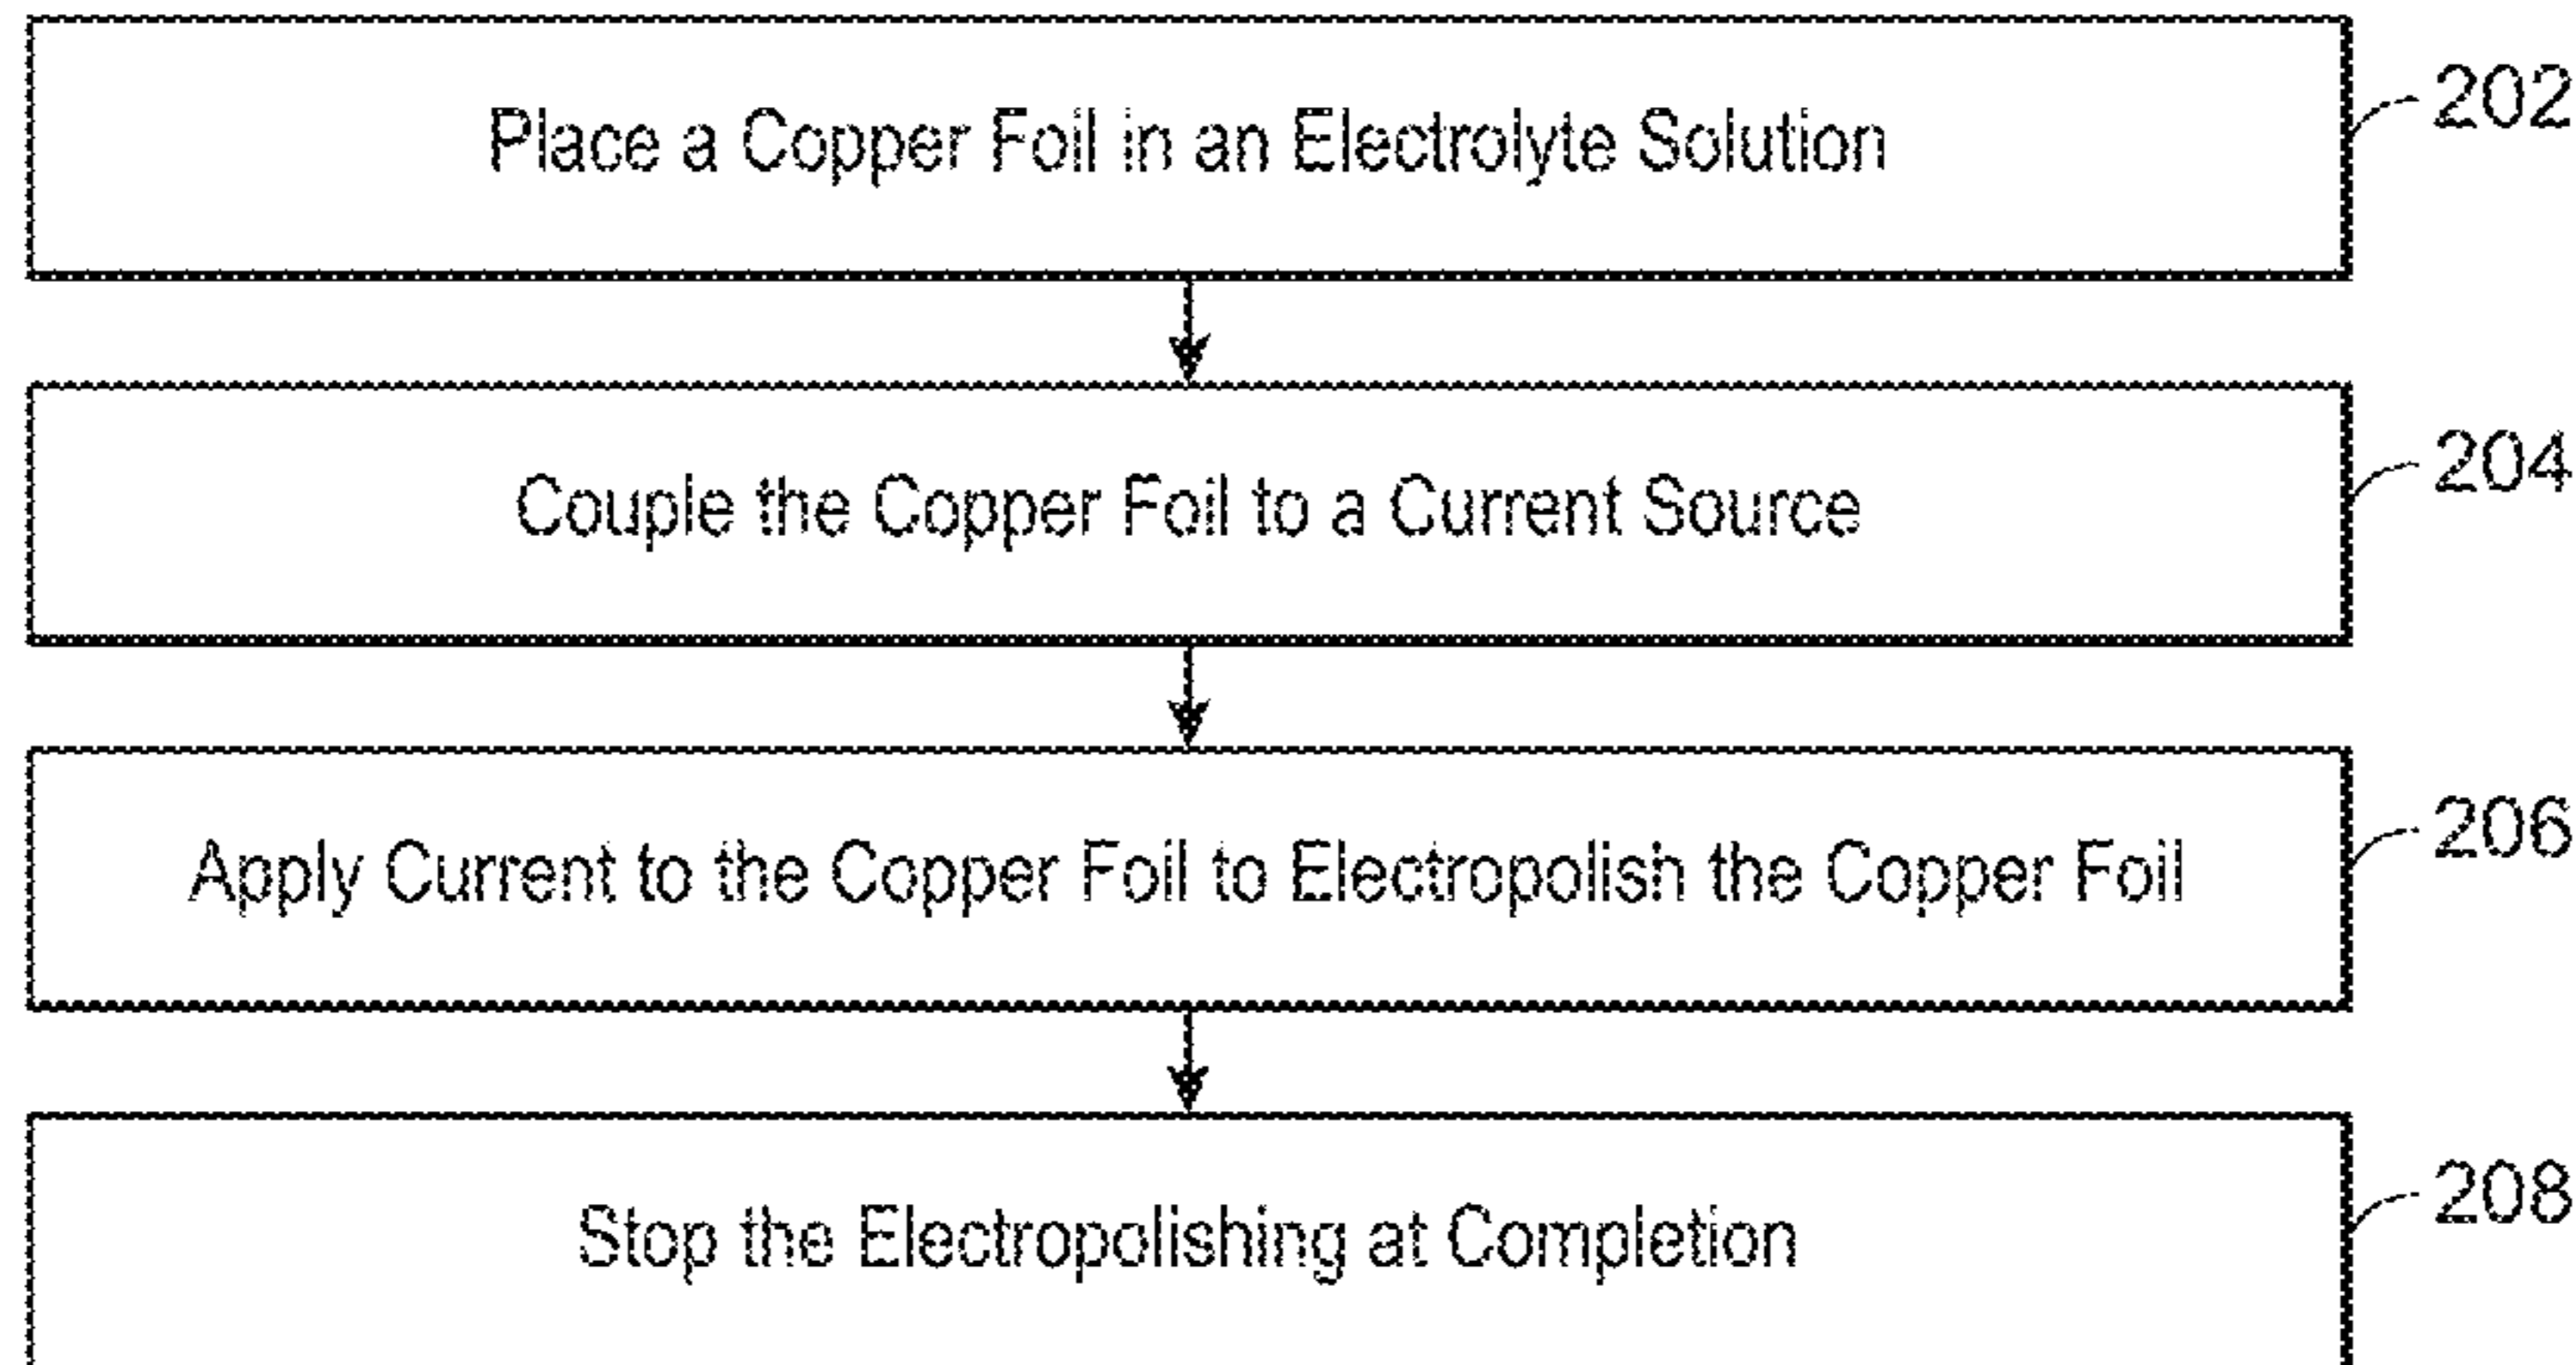 Place a Copper Foil in an Electrolyte Solution
202
Couple the Copper Foil to a Current Source
204
Apply Current to the Copper Foil to Electropolish the Copper Foil
206
Stop the Electropolishing at Completion
208